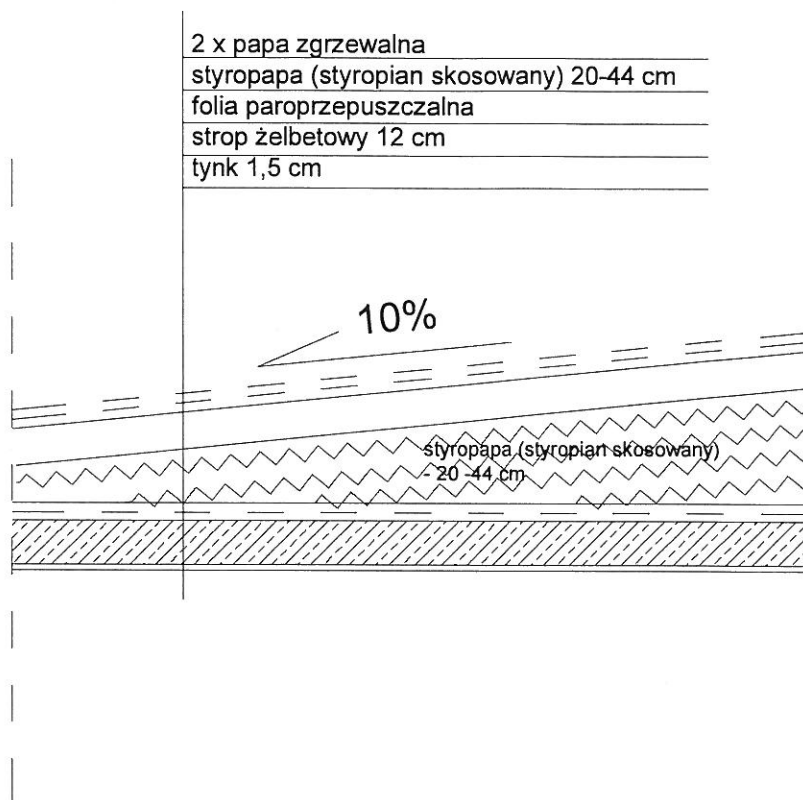 2 x papa zgrzewalna
styropapa (styropian skosowany) 20-44 cm
folia paroprzepuszczalna
strop żelbetowy 12 cm
tynk 1,5 cm
10%
styropapa (styropian skosowany)
- 20 -44 cm